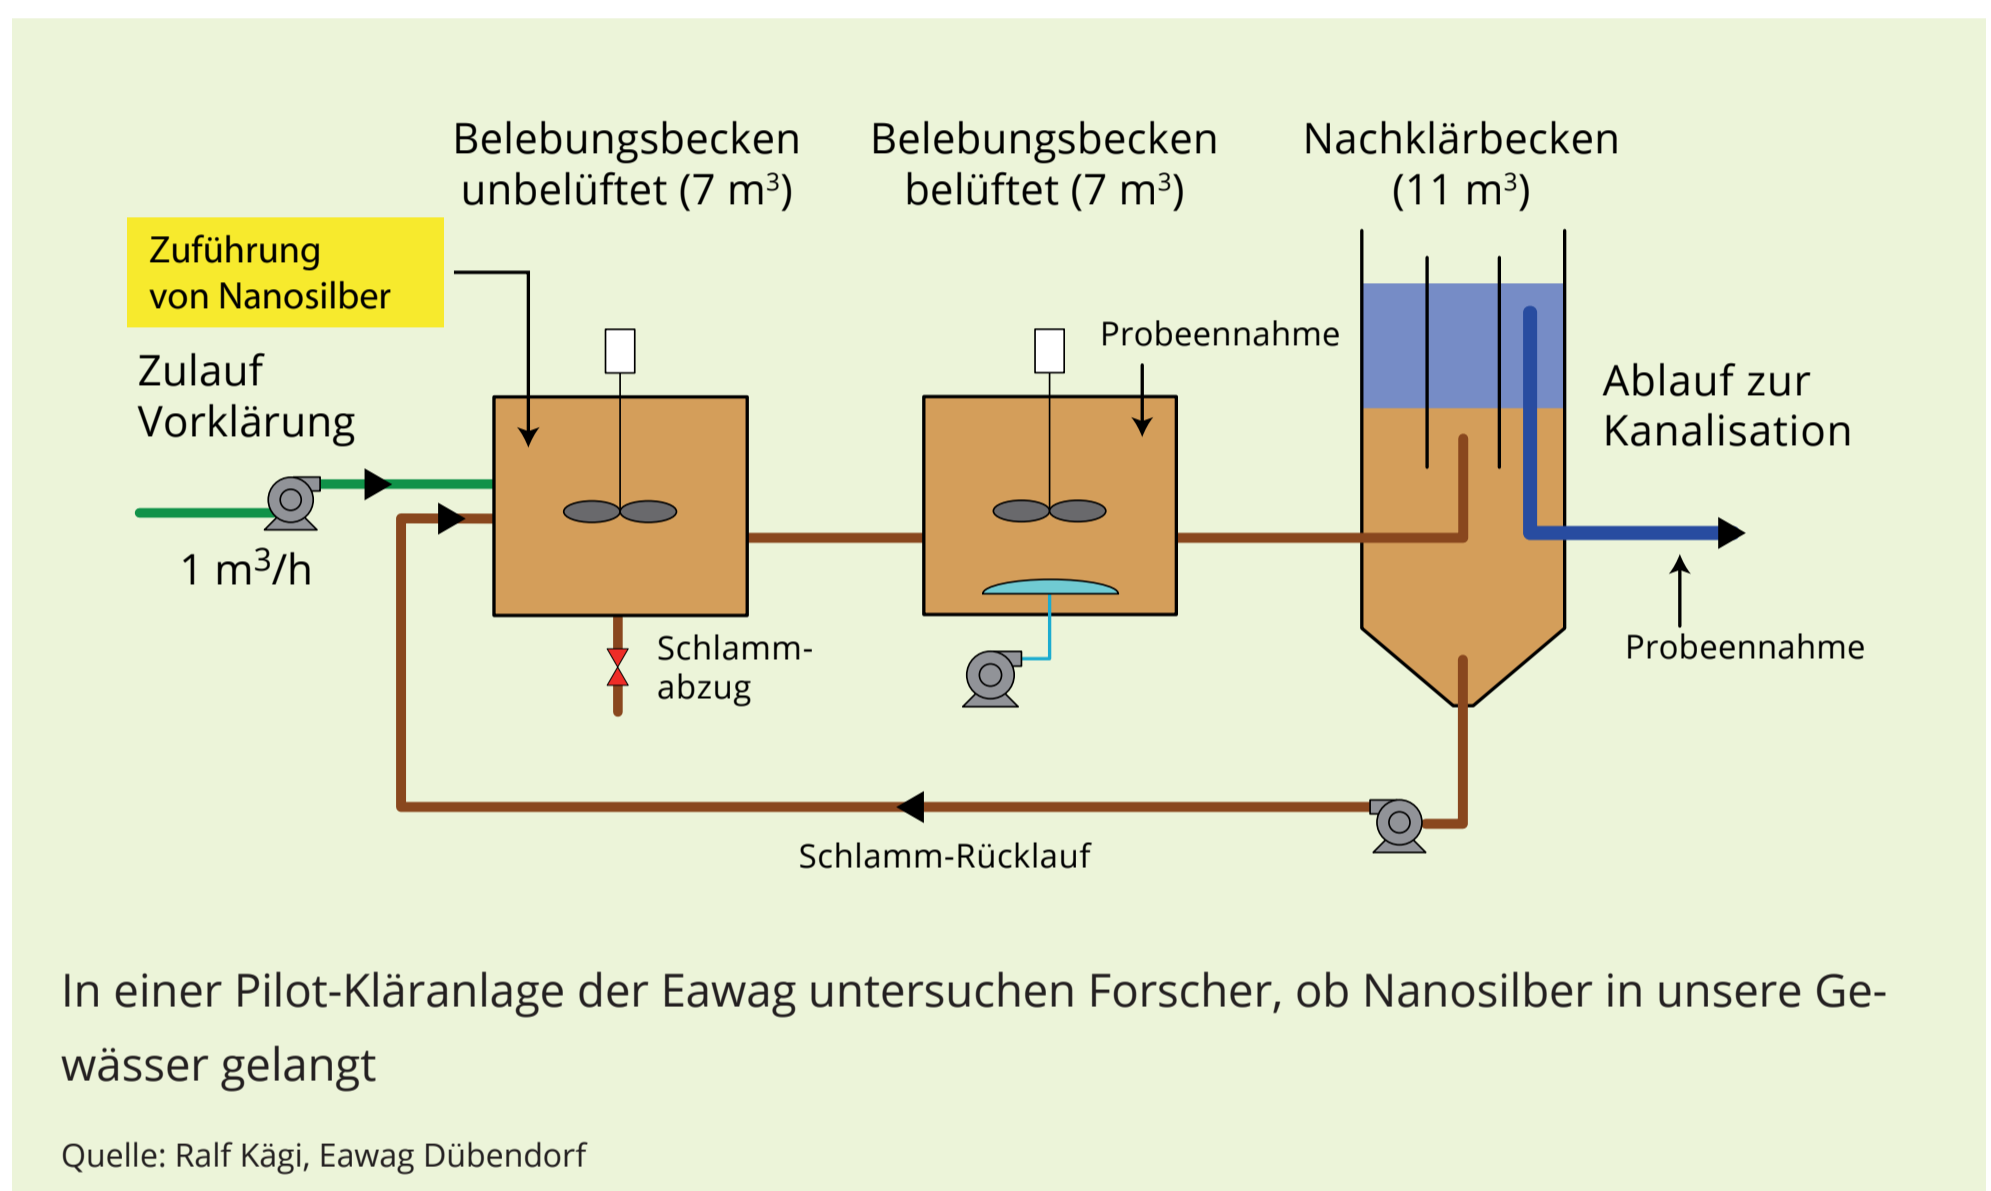 Belebungsbecken
unbelüftet (7 m³)
Belebungsbecken
belüftet (7 m³)
Nachklärbecken
(11 m³)
Zuführung
von Nanosilber
Zulauf
Vorklärung
1 m³/h
Probeennahme
Ablauf zur
Kanalisation
Probeennahme
Schlamm-
abzug
Schlamm-Rücklauf
In einer Pilot-Kläranlage der Eawag untersuchen Forscher, ob Nanosilber in unsere Ge-
wässer gelangt
Quelle: Ralf Kägi, Eawag Dübendorf